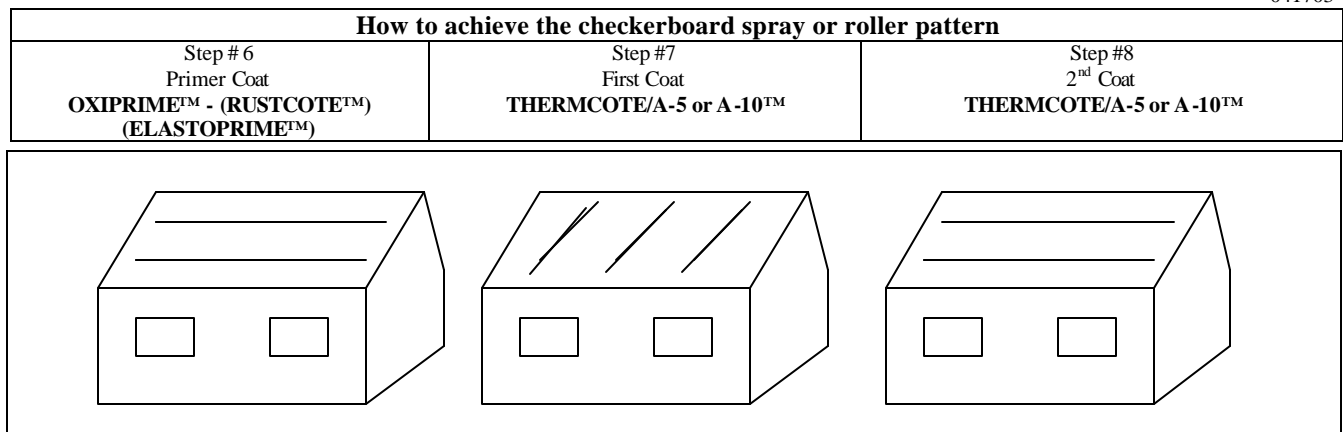 How to achieve the checkerboard spray or roller pattern
Step # 6
Primer Coat
OXIPRIME™ - (RUSTCOTE™)
(ELASTOPRIME™)
Step #7
First Coat
THERMCOTE/A-5 or A-10™
Step #8
2nd Coat
THERMCOTE/A-5 or A-10™